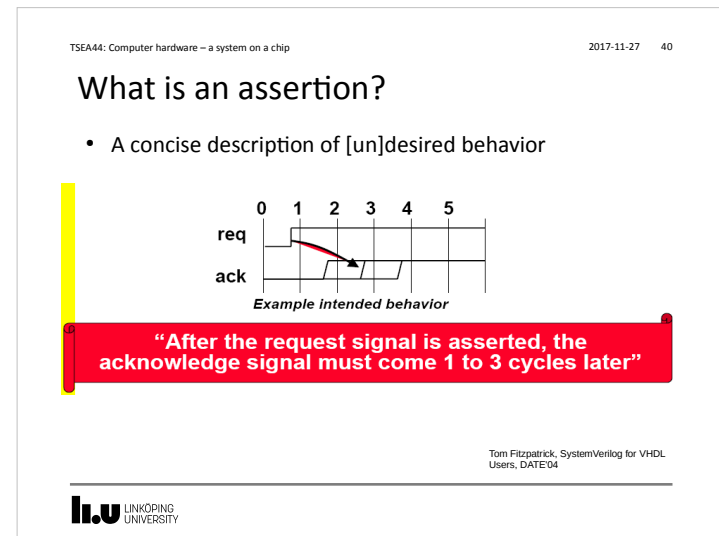 TSEA44: Computer hardware – a system on a chip 2017-11-27 40
What is an assertion?
• A concise description of [un]desired behavior
0 1 2 3 4 5
req
ack
Example intended behavior
“After the request signal is asserted, the
acknowledge signal must come 1 to 3 cycles later”
Tom Fitzpatrick, SystemVerilog for VHDL
Users, DATE'04
li.u LINKÖPING
UNIVERSITY